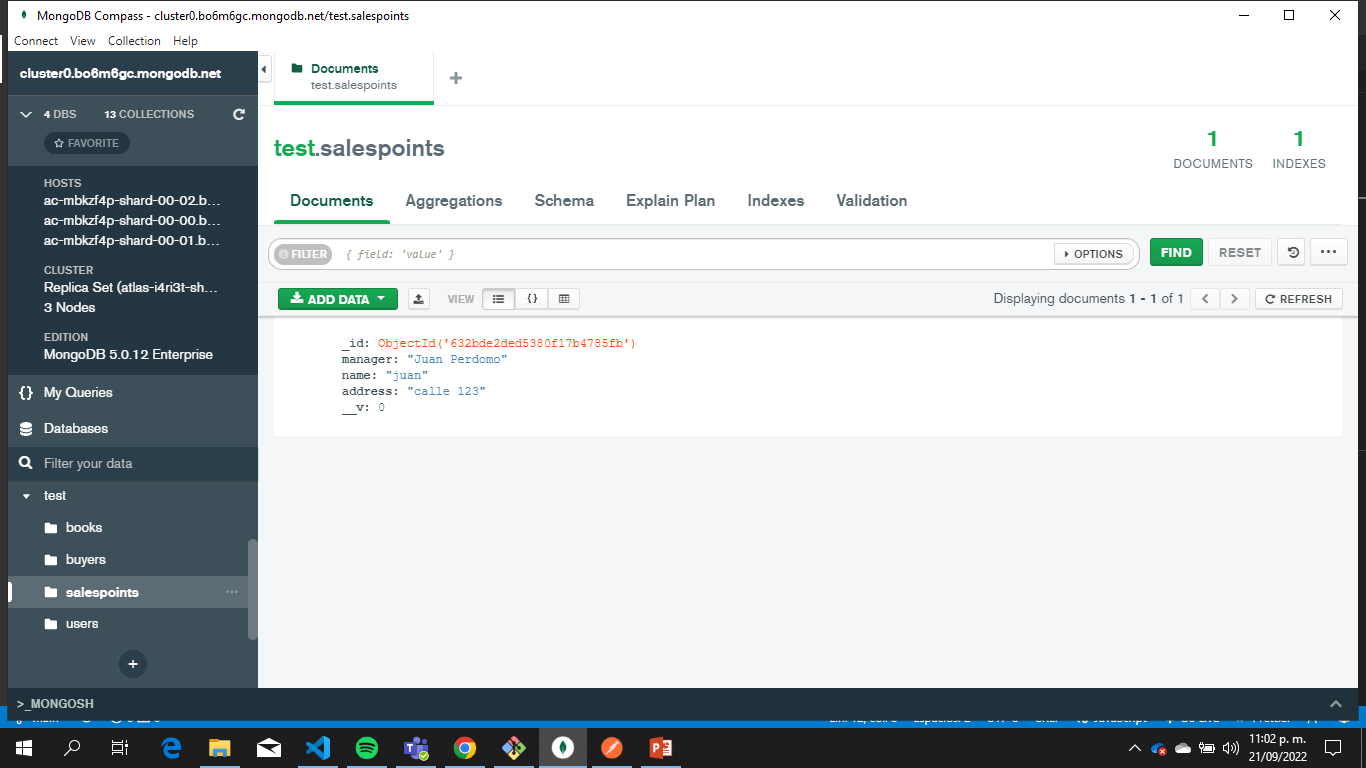 MongoDB Compass - cluster0.bo6m6gc.mongodb.net/test.salespoints
Connect View Collection Help
cluster0.bo6m6gc.mongodb.net
4 DBS 13 COLLECTIONS
FAVORITE
HOSTS
ac-mbkzf4p-shard-00-02.b...
ac-mbkzf4p-shard-00-00.b...
ac-mbkzf4p-shard-00-01.b...
CLUSTER
Replica Set (atlas-i4ri3t-sh...
3 Nodes
EDITION
MongoDB 5.0.12 Enterprise
{} My Queries
Databases
Filter your data
test
books
buyers
salespoints ...
users
+
Documents
test.salespoints
+
test.salespoints
1
DOCUMENTS
1
INDEXES
Documents Aggregations Schema Explain Plan Indexes Validation
FILTER { field: 'value' } OPTIONS FIND RESET ...
ADD DATA VIEW {} Displaying documents 1 - 1 of 1 < > REFRESH
_id: ObjectId('632bde2ded5380f17b4785fb')
manager: "Juan Perdomo"
name: "juan"
address: "calle 123"
__v: 0
>_MONGOSH
11:02 p. m.
21/09/2022